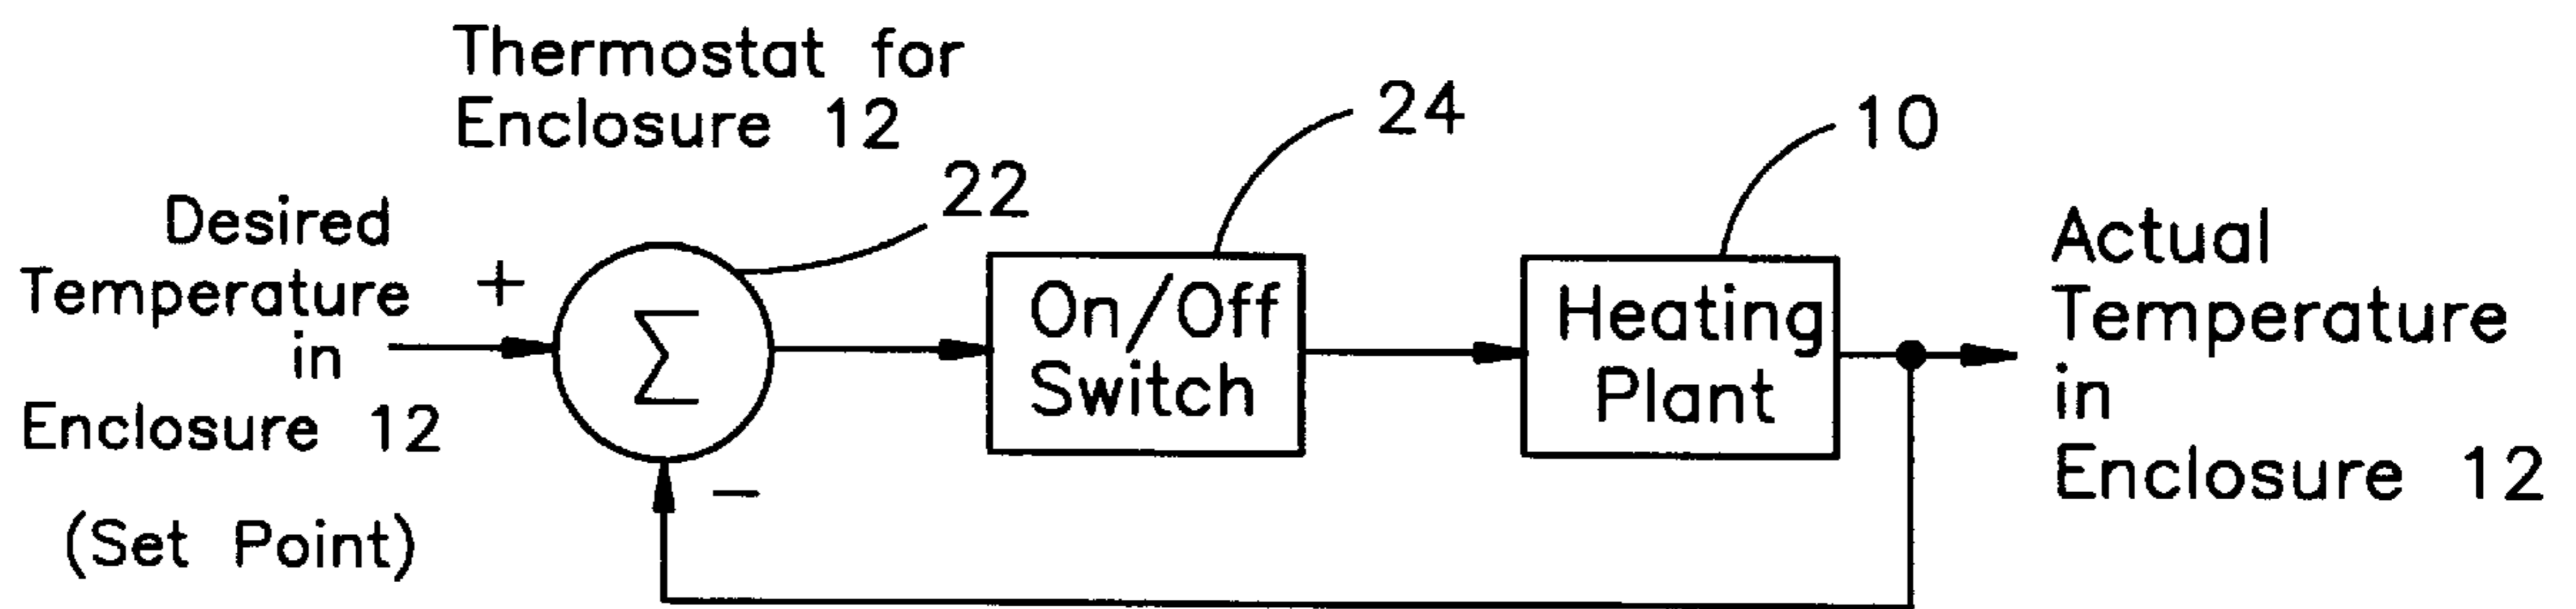 Thermostat for
Enclosure 12
22
24
10
Desired
Temperature
in
Enclosure 12
(Set Point)
+
Σ
−
On/Off
Switch
Heating
Plant
Actual
Temperature
in
Enclosure 12